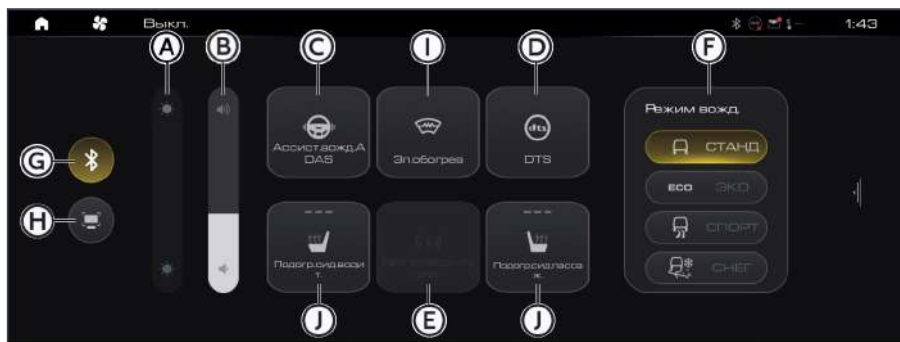 Выкл.
1:43
A
B
C
I
D
F
Режим вожд.
Ассист.вожд.A
DAS
Эл.обогрев
dts
DTS
СТАНД
G
ECO ЭКО
H
СПОРТ
Подогр.сид.води
т.
Подогр.сид.пасса
ж.
СНЕГ
J
E
J